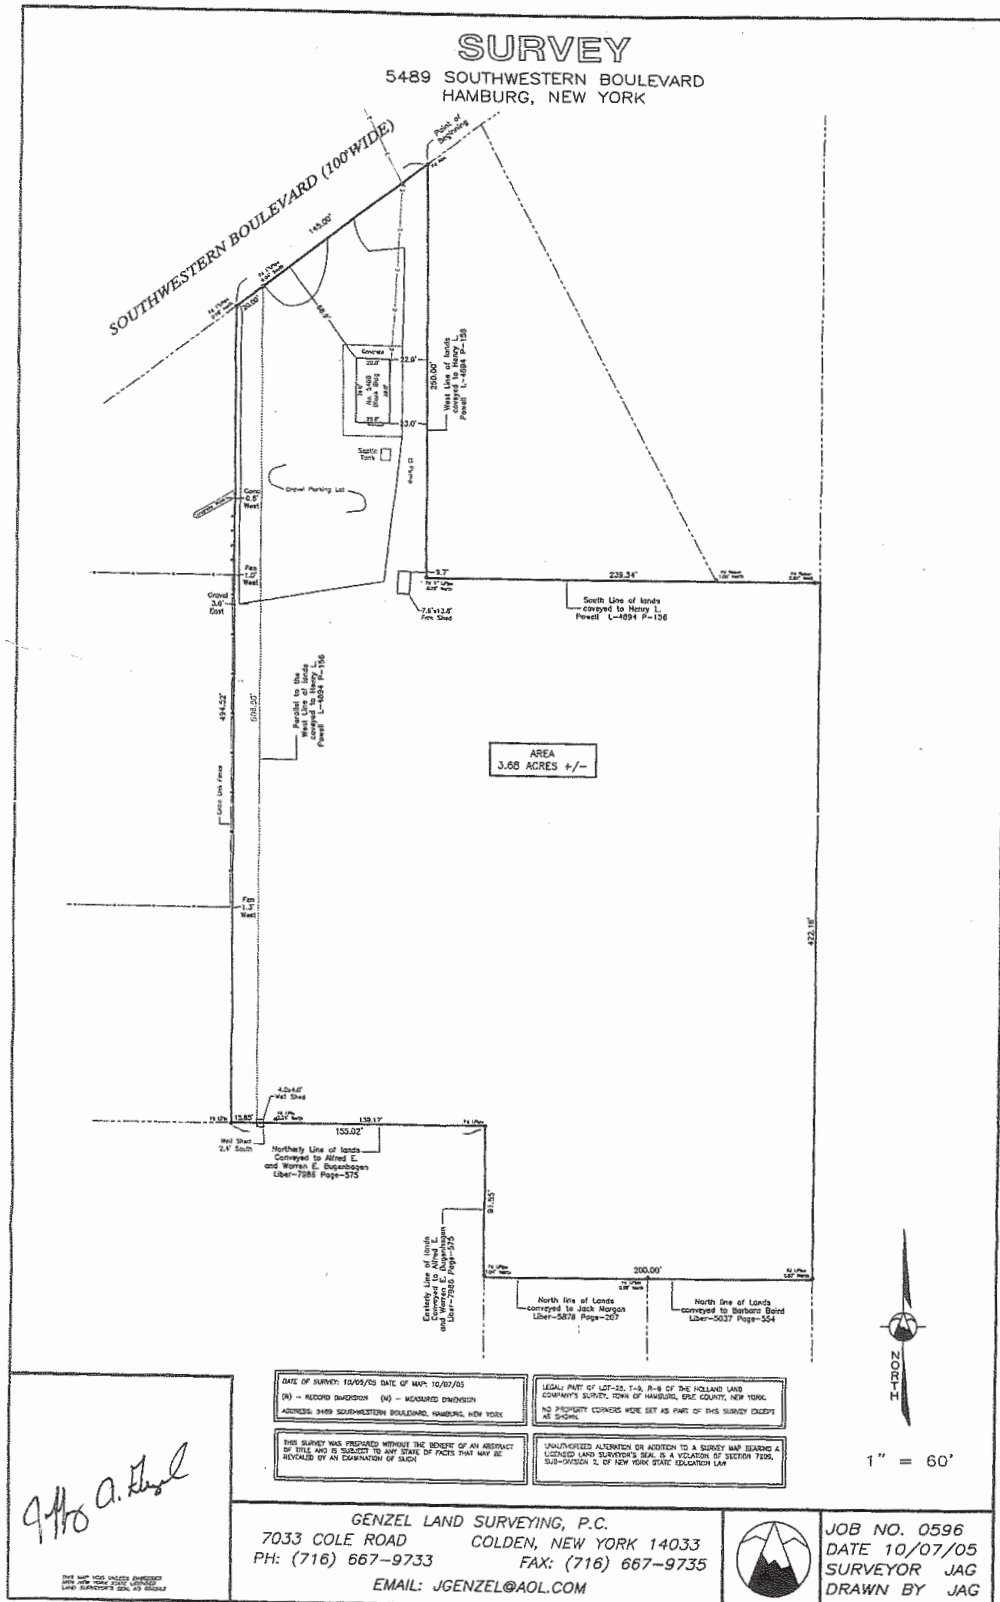 SURVEY
5489 SOUTHWESTERN BOULEVARD
HAMBURG, NEW YORK
Point of
Beginning
SOUTHWESTERN BOULEVARD (100'WIDE)
145.00'
20.00'
Concrete
22.9'
23.0'
250.00'
West Line of lands
Septic
Tank
Gravel Parking Lot
Conc
0.5'
West
Fen
1.0'
West
Gravel
3.0'
East
9.7'
7.6'x13.6'
Frm Shed
239.34'
South Line of lands
conveyed to Henry L.
Powell L-4894 P-156
Parallel to the
West Line of lands
conveyed to Henry L.
Powell L-4894 P-156
494.52'
Chain Link Fence
AREA
3.68 ACRES +/-
Fen
1.3'
West
422.16'
4.0x4.0'
Well Shed
15.85'
139.17'
155.02'
Well Shed
2.4' South
Northerly Line of lands
Conveyed to Alfred E.
and Warren E. Bugenhagen
Liber-7986 Page-575
Easterly Line of lands
Conveyed to Alfred E.
and Warren E. Bugenhagen
Liber-7986 Page-575
93.55'
200.00'
North line of Lands
conveyed to Jack Morgan
Liber-5878 Page-207
North line of Lands
conveyed to Barbara Baird
Liber-5037 Page-554
NORTH
1" = 60'
DATE OF SURVEY: 10/05/05 DATE OF MAP: 10/07/05
(R) - RECORD DIMENSION (M) - MEASURED DIMENSION
ADDRESS: 5489 SOUTHWESTERN BOULEVARD, HAMBURG, NEW YORK
LEGAL: PART OF LOT-25, T-9, R-8 OF THE HOLLAND LAND
COMPANY'S SURVEY, TOWN OF HAMBURG, ERIE COUNTY, NEW YORK.
NO PROPERTY CORNERS WERE SET AS PART OF THIS SURVEY EXCEPT
AS SHOWN.
THIS SURVEY WAS PREPARED WITHOUT THE BENEFIT OF AN ABSTRACT
OF TITLE AND IS SUBJECT TO ANY STATE OF FACTS THAT MAY BE
REVEALED BY AN EXAMINATION OF SUCH
UNAUTHORIZED ALTERATION OR ADDITION TO A SURVEY MAP BEARING A
LICENSED LAND SURVEYOR'S SEAL IS A VIOLATION OF SECTION 7209,
SUB-DIVISION 2, OF NEW YORK STATE EDUCATION LAW
GENZEL LAND SURVEYING, P.C.
7033 COLE ROAD COLDEN, NEW YORK 14033
PH: (716) 667-9733 FAX: (716) 667-9735
EMAIL: JGENZEL@AOL.COM
JOB NO. 0596
DATE 10/07/05
SURVEYOR JAG
DRAWN BY JAG